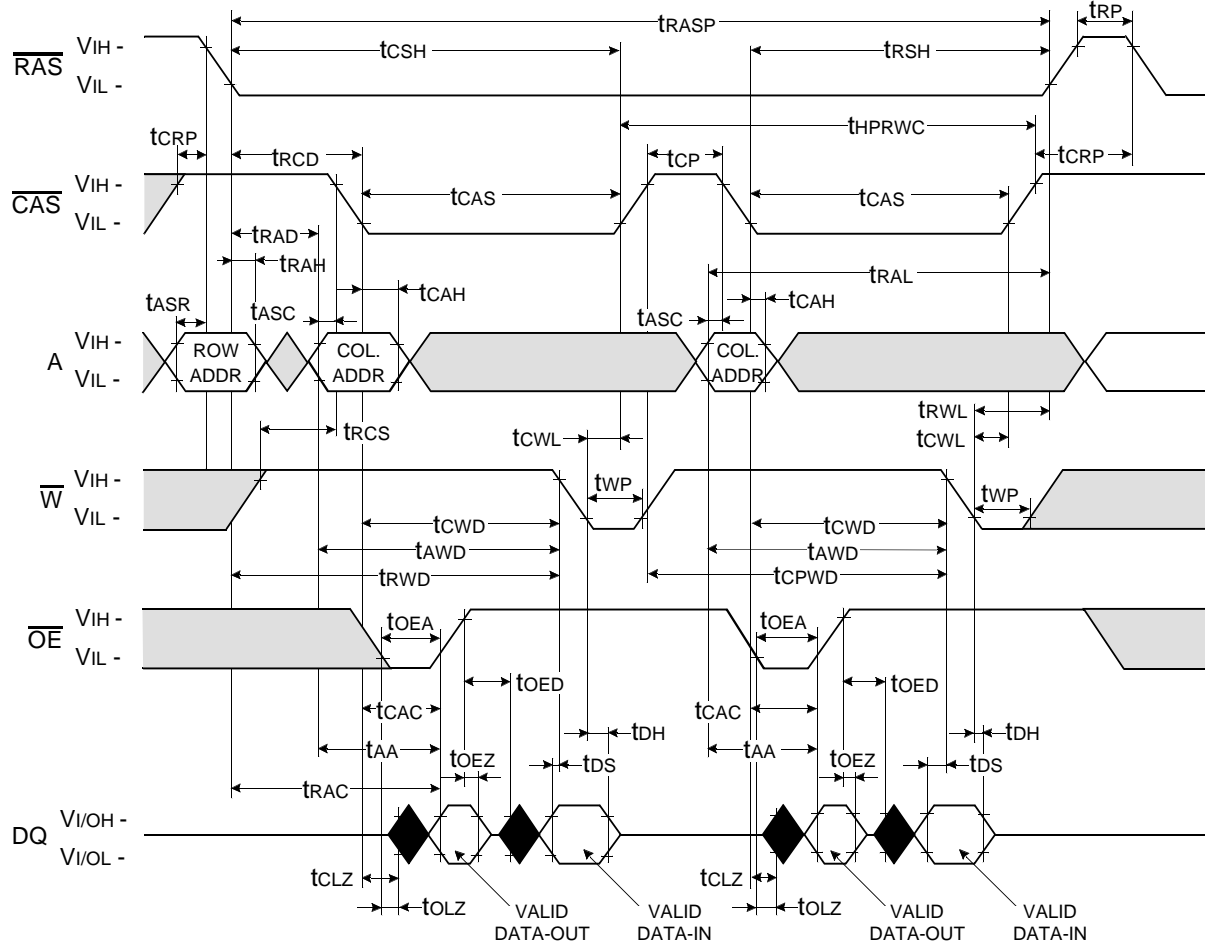 tRASP
tRP
tCSH
tRSH
RAS
VIH -
VIL -
tHPRWC
tCRP
tRCD
tCP
tCRP
CAS
VIH -
VIL -
tCAS
tCAS
tRAD
tRAH
tRAL
tASR
tASC
tCAH
tASC
tCAH
A
VIH -
VIL -
ROW
ADDR
COL.
ADDR
COL.
ADDR
tRWL
tRCS
tCWL
tCWL
W
VIH -
VIL -
tWP
tWP
tCWD
tCWD
tAWD
tAWD
tRWD
tCPWD
OE
VIH -
VIL -
tOEA
tOEA
tOED
tOED
tCAC
tCAC
tDH
tDH
tAA
tOEZ
tDS
tAA
tOEZ
tDS
tRAC
DQ
VI/OH -
VI/OL -
tCLZ
tCLZ
tOLZ
tOLZ
VALID
DATA-OUT
VALID
DATA-IN
VALID
DATA-OUT
VALID
DATA-IN